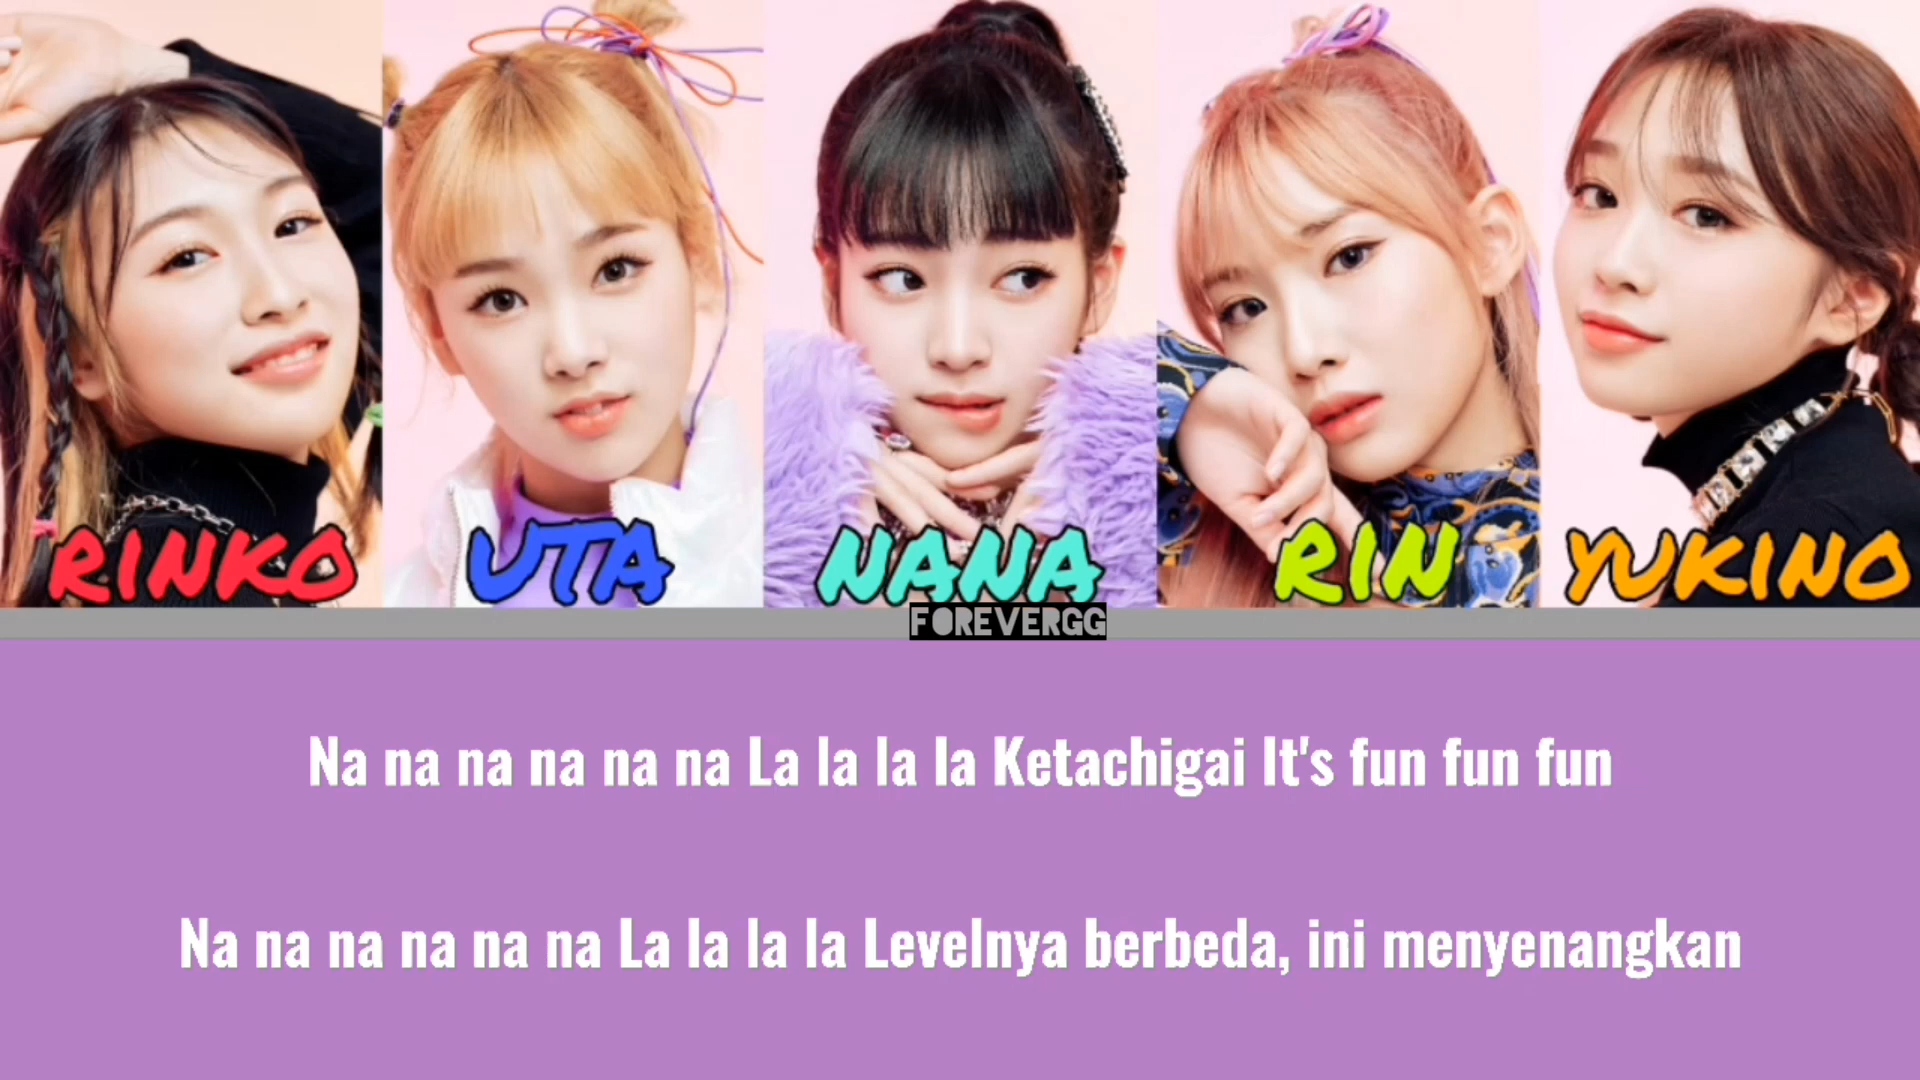 RINKO UTA NANA RIN YUKINO
FOREVERGG
Na na na na na na La la la la Ketachigai It's fun fun fun
Na na na na na na La la la la Levelnya berbeda, ini menyenangkan